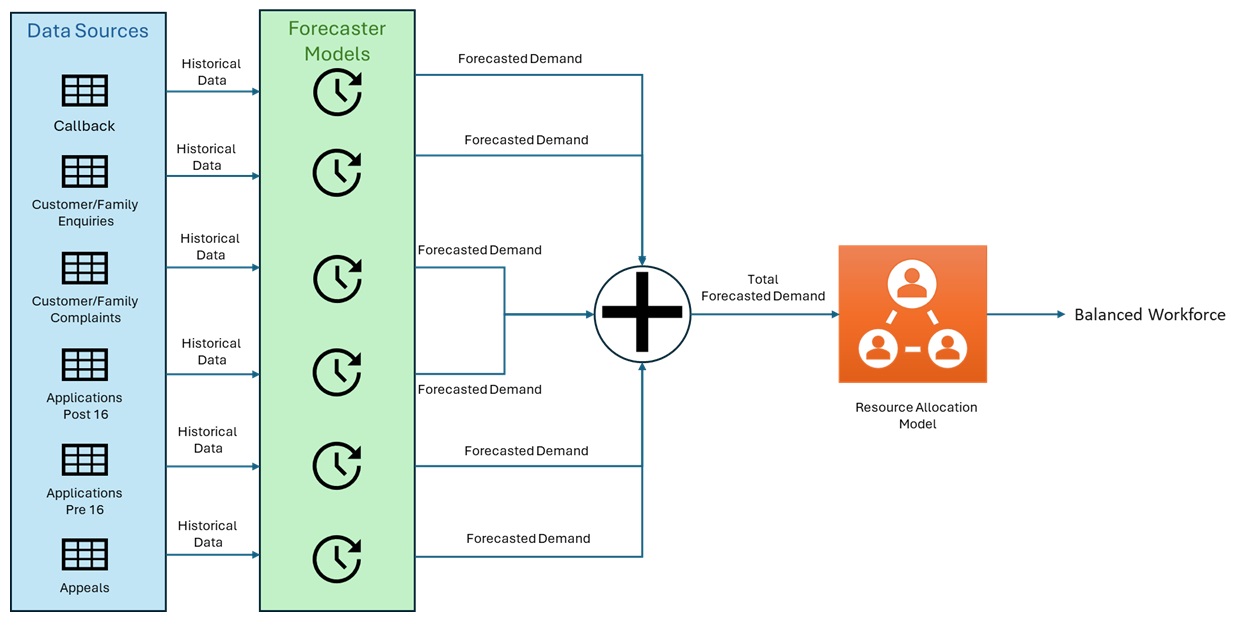 Data Sources
Forecaster
Models
Historical
Data
Forecasted Demand
Callback
Historical
Data
Forecasted Demand
Customer/Family
Enquiries
Historical
Data
Forecasted Demand
Customer/Family
Complaints
Historical
Data
Forecasted Demand
Applications
Post 16
Historical
Data
Forecasted Demand
Applications
Pre 16
Historical
Data
Forecasted Demand
Appeals
Total
Forecasted Demand
Resource Allocation
Model
Balanced Workforce